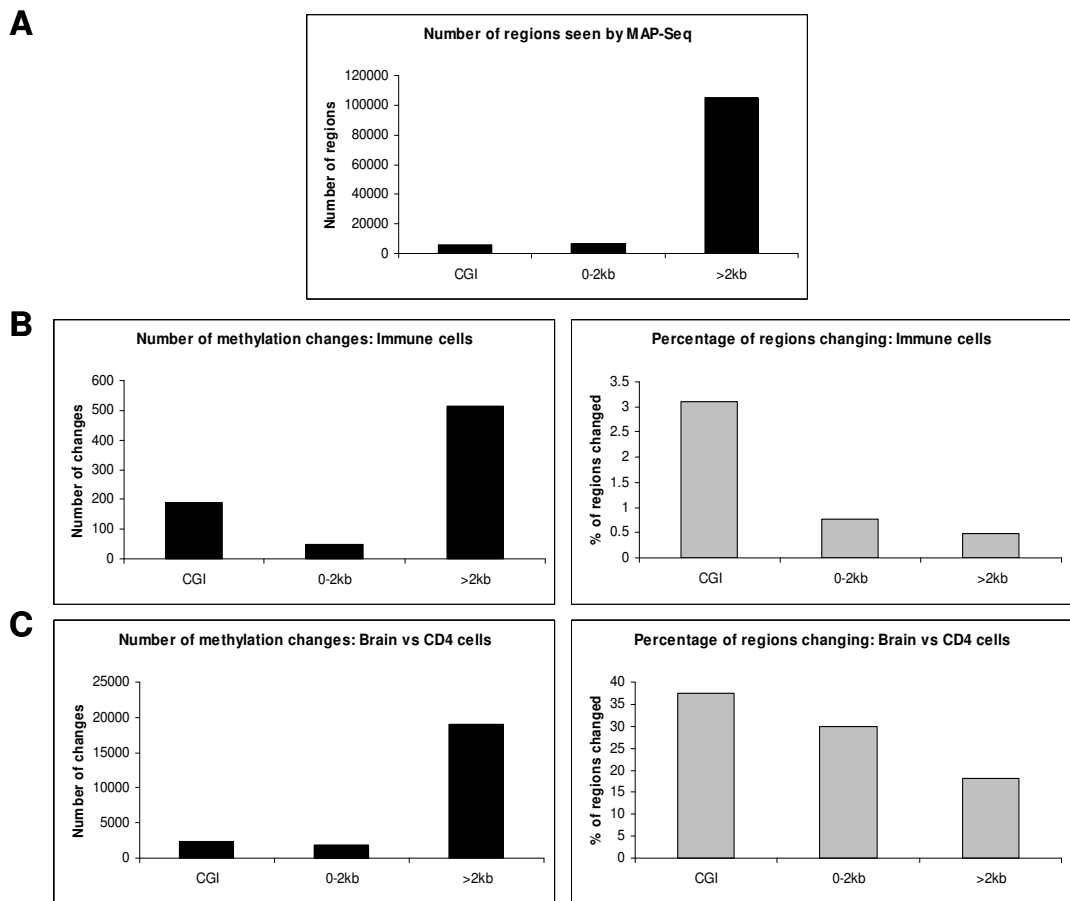 A
Number of regions seen by MAP-Seq
Number of regions
120000
100000
80000
60000
40000
20000
0
CGI 0-2kb >2kb
B
Number of methylation changes: Immune cells
Number of changes
600
500
400
300
200
100
0
CGI 0-2kb >2kb
Percentage of regions changing: Immune cells
% of regions changed
3.5
3
2.5
2
1.5
1
0.5
0
CGI 0-2kb >2kb
C
Number of methylation changes: Brain vs CD4 cells
Number of changes
25000
20000
15000
10000
5000
0
CGI 0-2kb >2kb
Percentage of regions changing: Brain vs CD4 cells
% of regions changed
40
35
30
25
20
15
10
5
0
CGI 0-2kb >2kb